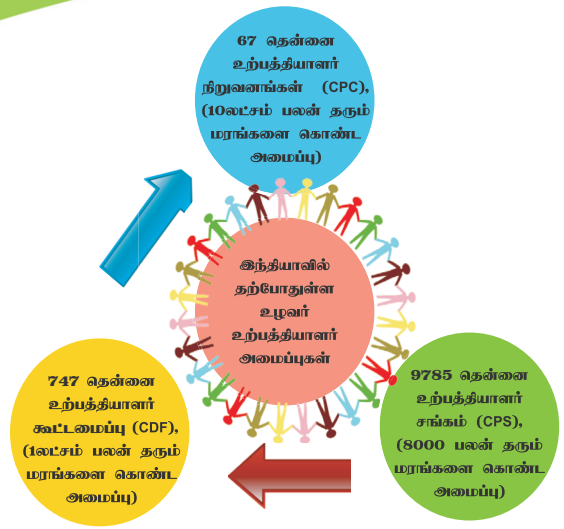 67 தென்னை
உற்பத்தியாளர்
நிறுவனங்கள் (CPC),
(10லட்சம் பலன் தரும்
மரங்களை கொண்ட
அமைப்பு)
இந்தியாவில்
தற்போதுள்ள
உழவர்
உற்பத்தியாளர்
அமைப்புகள்
747 தென்னை
உற்பத்தியாளர்
கூட்டமைப்பு (CDF),
(1லட்சம் பலன் தரும்
மரங்களை கொண்ட
அமைப்பு)
9785 தென்னை
உற்பத்தியாளர்
சங்கம் (CPS),
(8000 பலன் தரும்
மரங்களை கொண்ட
அமைப்பு)